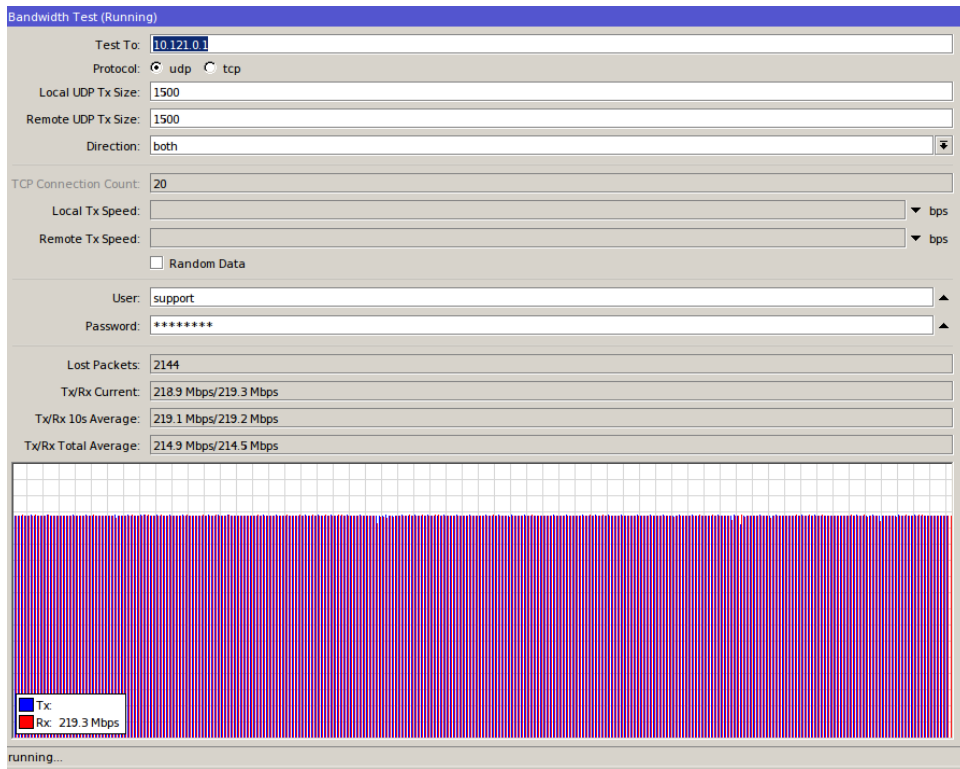 Bandwidth Test (Running)
Test To: 10.121.0.1
Protocol: udp tcp
Local UDP Tx Size: 1500
Remote UDP Tx Size: 1500
Direction: both
TCP Connection Count: 20
Local Tx Speed: bps
Remote Tx Speed: bps
Random Data
User: support
Password: ********
Lost Packets: 2144
Tx/Rx Current: 218.9 Mbps/219.3 Mbps
Tx/Rx 10s Average: 219.1 Mbps/219.2 Mbps
Tx/Rx Total Average: 214.9 Mbps/214.5 Mbps
Tx:
Rx: 219.3 Mbps
running...